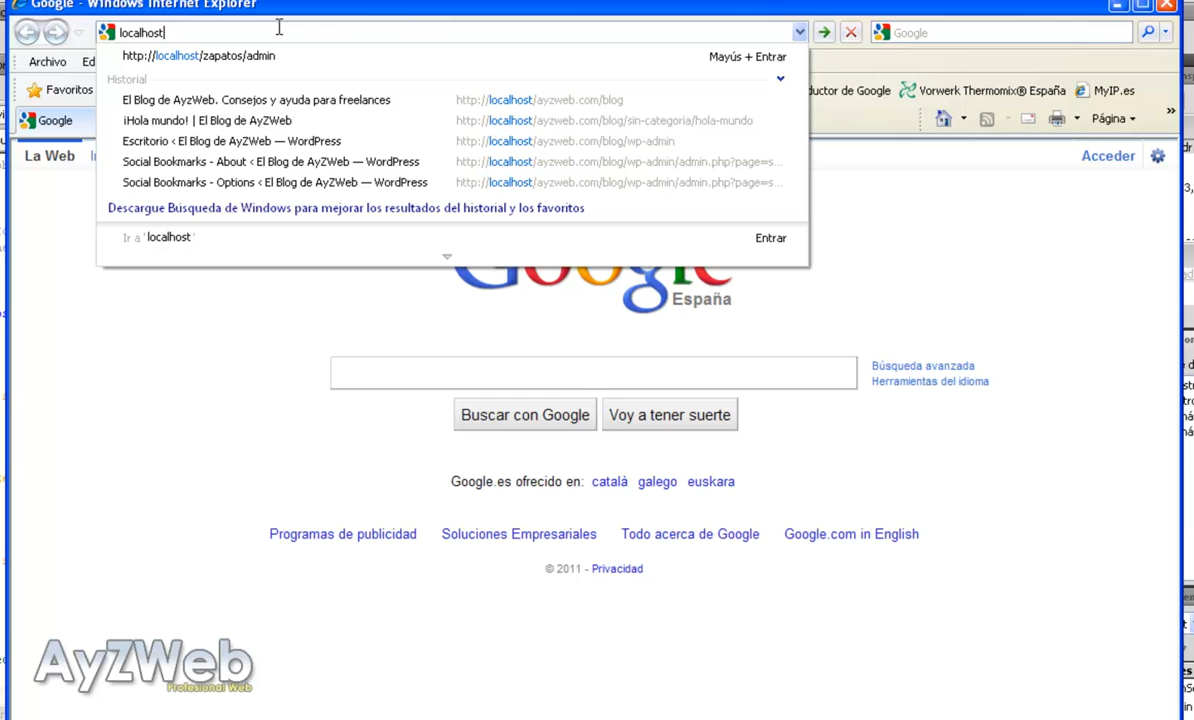 Google - Windows Internet Explorer
localhost
Google
http://localhost/zapatos/admin Mayús + Entrar
Archivo Ed
Historial
Favoritos
El Blog de AyzWeb. Consejos y ayuda para freelances http://localhost/ayzweb.com/blog
ductor de Google Vorwerk Thermomix® España MyIP.es
Google
¡Hola mundo! | El Blog de AyZWeb http://localhost/ayzweb.com/blog/sin-categoria/hola-mundo
Página
Escritorio < El Blog de AyZWeb — WordPress http://localhost/ayzweb.com/blog/wp-admin
La Web
Social Bookmarks - About < El Blog de AyZWeb — WordPress http://localhost/ayzweb.com/blog/wp-admin/admin.php?page=s...
Acceder
Social Bookmarks - Options < El Blog de AyZWeb — WordPress http://localhost/ayzweb.com/blog/wp-admin/admin.php?page=s...
Descargue Búsqueda de Windows para mejorar los resultados del historial y los favoritos
Ir a 'localhost' Entrar
España
Búsqueda avanzada
Herramientas del idioma
Buscar con Google Voy a tener suerte
Google.es ofrecido en: català galego euskara
Programas de publicidad Soluciones Empresariales Todo acerca de Google Google.com in English
© 2011 - Privacidad
AyZWeb
Profesional Web